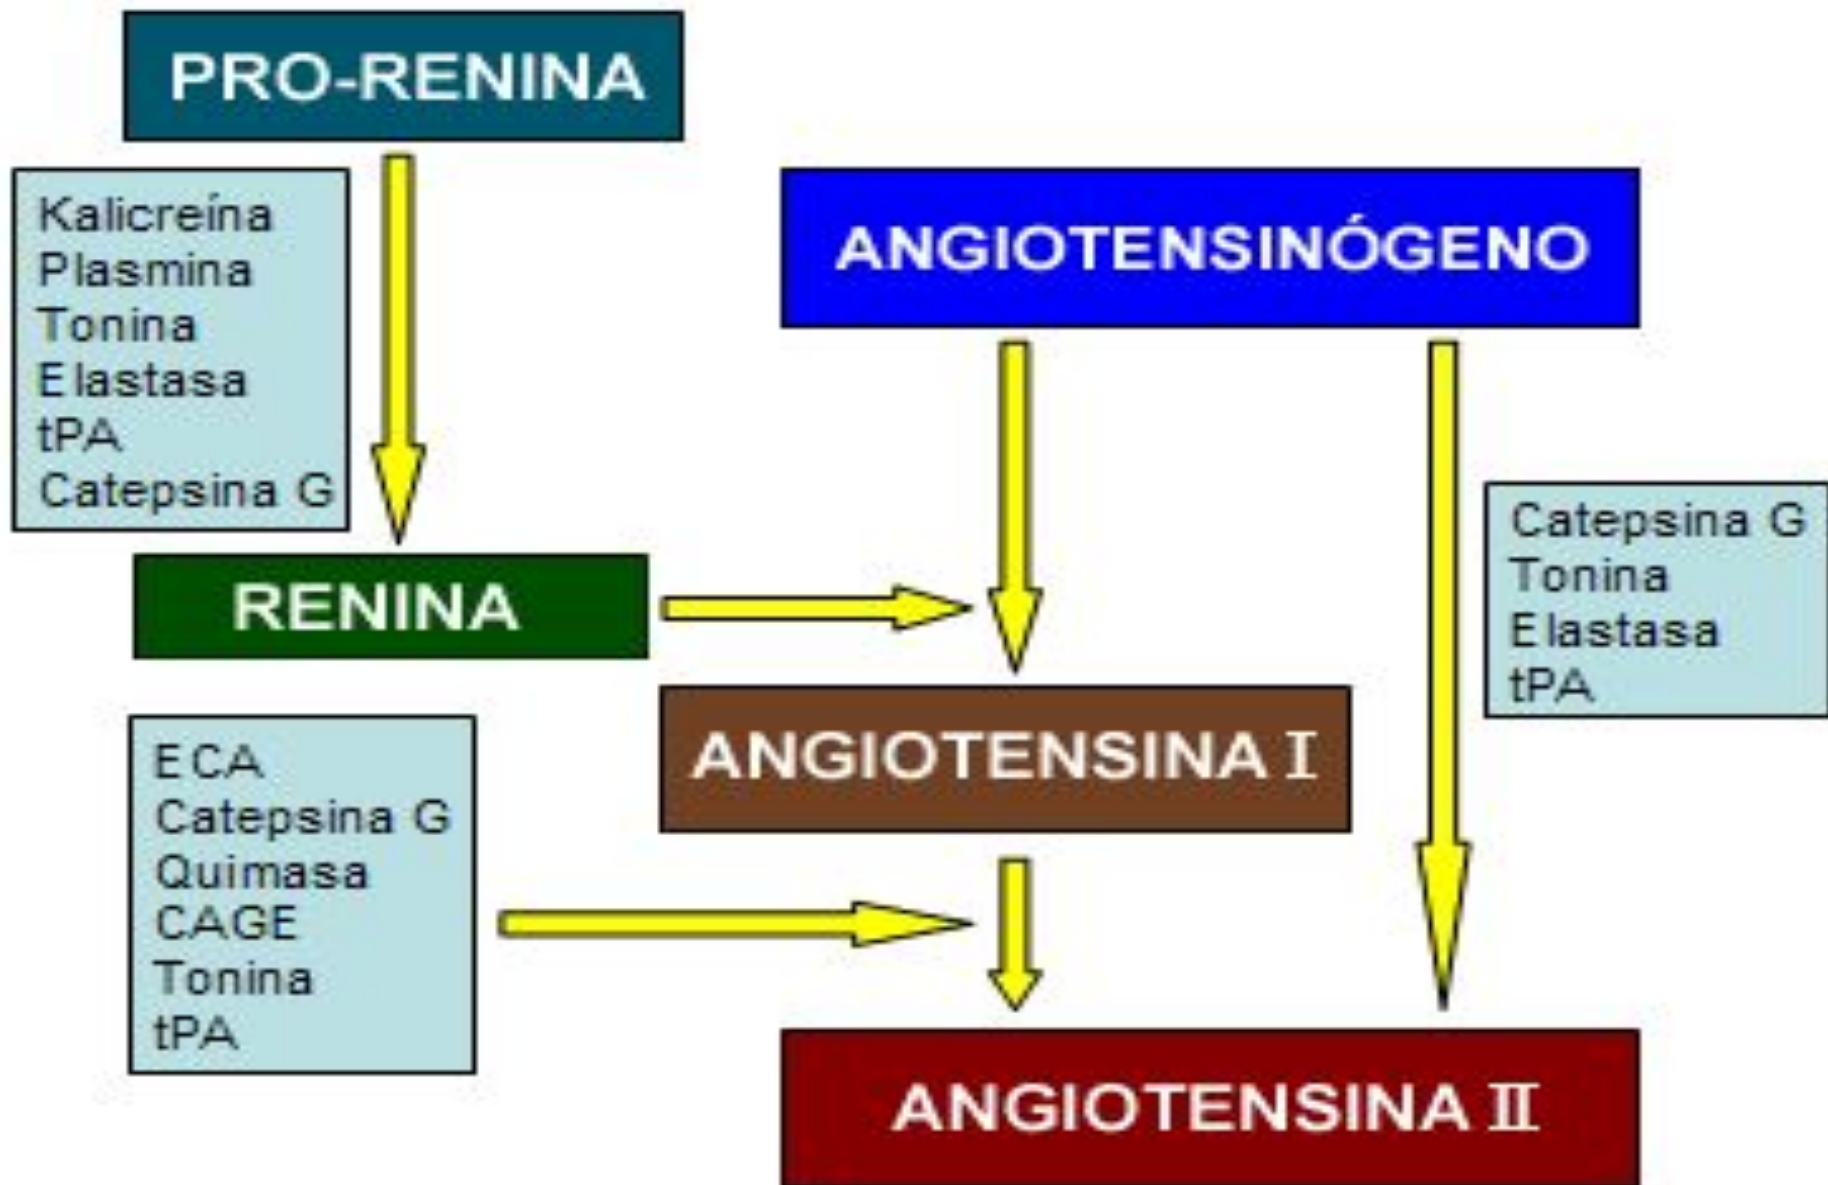 PRO-RENINA
Kalicreína
Plasmina
Tonina
Elastasa
tPA
Catepsina G
ANGIOTENSINÓGENO
RENINA
Catepsina G
Tonina
Elastasa
tPA
ANGIOTENSINA I
ECA
Catepsina G
Quimasa
CAGE
Tonina
tPA
ANGIOTENSINA II